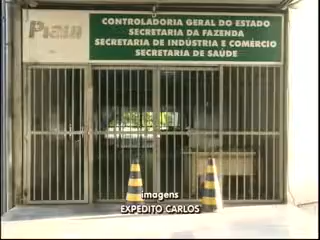 Piauí
CONTROLADORIA GERAL DO ESTADO
SECRETARIA DA FAZENDA
SECRETARIA DE INDÚSTRIA E COMÉRCIO
SECRETARIA DE SAÚDE
imagens
EXPEDITO CARLOS